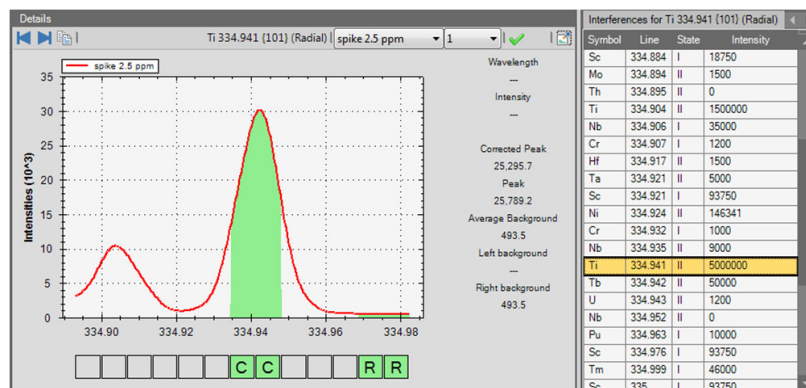 Details
Ti 334.941 {101} (Radial) spike 2.5 ppm 1
spike 2.5 ppm
Intensities (10^3)
35
30
25
20
15
10
5
0
334.90 334.92 334.94 334.96 334.98
C C R R
Wavelength
---
Intensity
---
Corrected Peak
25,295.7
Peak
25,789.2
Average Background
493.5
Left background
---
Right background
493.5
Interferences for Ti 334.941 {101} (Radial)
Symbol Line State Intensity
Sc 334.884 I 18750
Mo 334.894 II 1500
Th 334.895 II 0
Ti 334.904 II 1500000
Nb 334.906 I 35000
Cr 334.907 I 1200
Hf 334.917 II 1500
Ta 334.921 I 5000
Sc 334.921 I 93750
Ni 334.924 II 146341
Cr 334.932 I 1000
Nb 334.935 II 9000
Ti 334.941 II 5000000
Tb 334.942 II 50000
U 334.943 II 1200
Nb 334.952 II 0
Pu 334.963 I 10000
Sc 334.976 I 93750
Tm 334.999 I 46000
Sc 335 I 93750